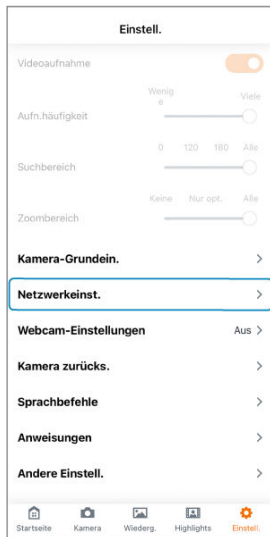 Einstell.
Videoaufnahme
Wenig
e
Viele
Aufn.häufigkeit
0 120 180 Alle
Suchbereich
Keine Nur opt. Alle
Zoombereich
Kamera-Grundein.
Netzwerkeinst.
Webcam-Einstellungen Aus
Kamera zurücks.
Sprachbefehle
Anweisungen
Andere Einstell.
Startseite Kamera Wiederg. Highlights Einstell.